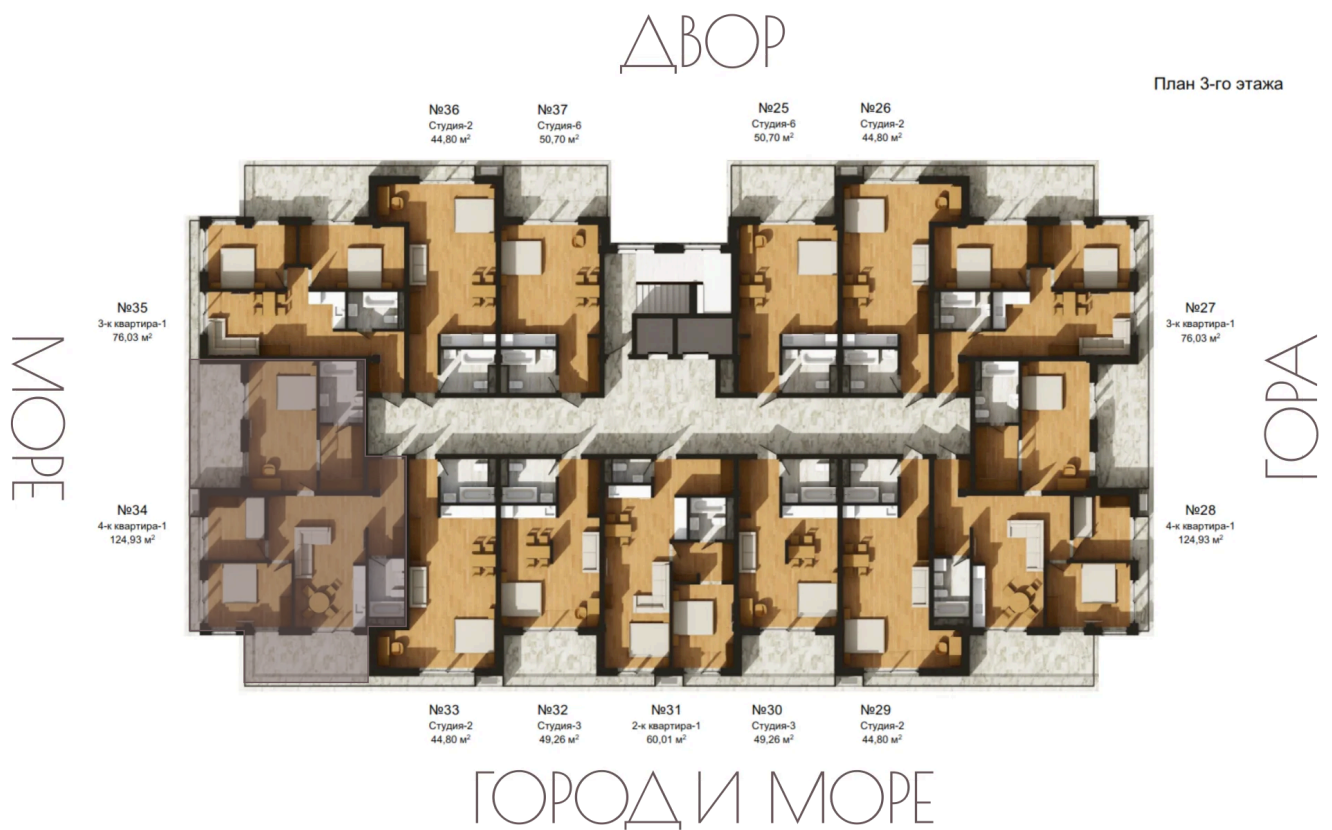 ДВОР
План 3-го этажа
№36
Студия-2
44,80 м²
№37
Студия-6
50,70 м²
№25
Студия-6
50,70 м²
№26
Студия-2
44,80 м²
№35
3-к квартира-1
76,03 м²
№27
3-к квартира-1
76,03 м²
МОРЕ
ГОРА
№34
4-к квартира-1
124,93 м²
№28
4-к квартира-1
124,93 м²
№33
Студия-2
44,80 м²
№32
Студия-3
49,26 м²
№31
2-к квартира-1
60,01 м²
№30
Студия-3
49,26 м²
№29
Студия-2
44,80 м²
ГОРОД И МОРЕ